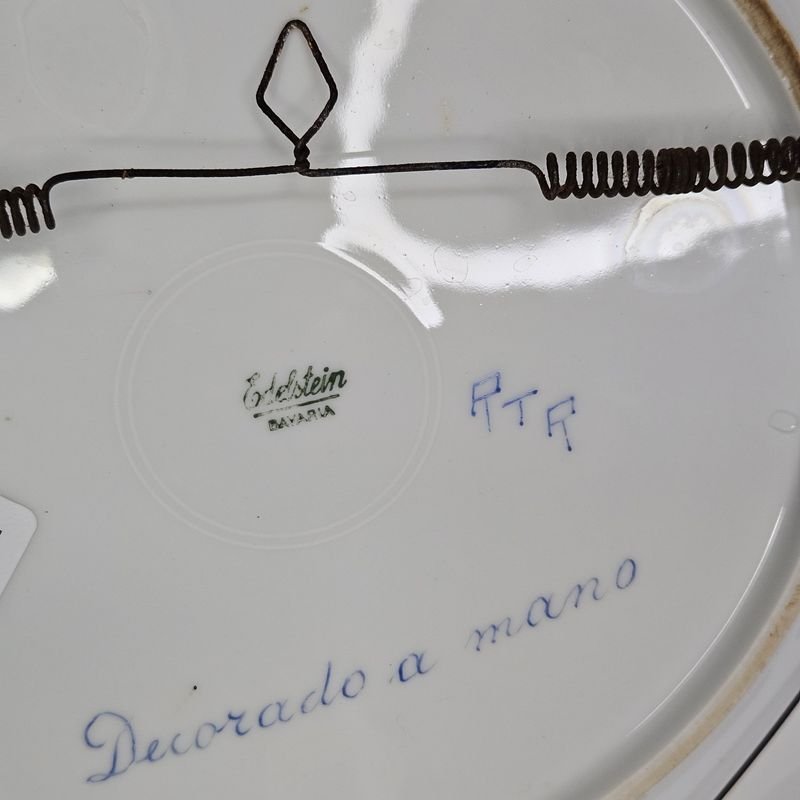 Edelstein
BAVARIA
RTR
Decorado a mano